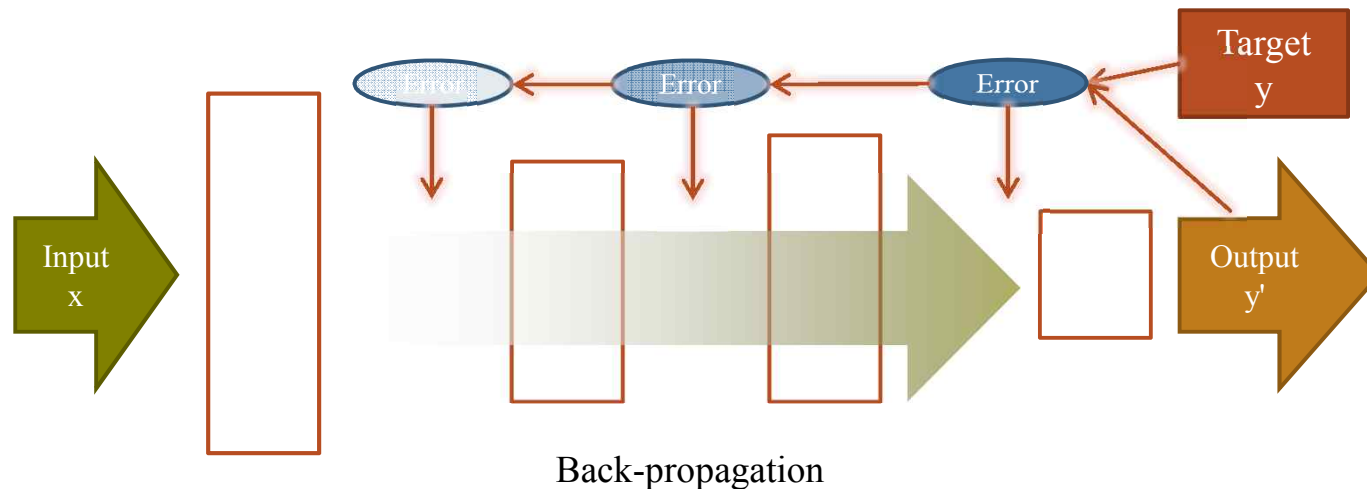 Target
y
Error
Error
Error
Input
x
Output
y'
Back-propagation